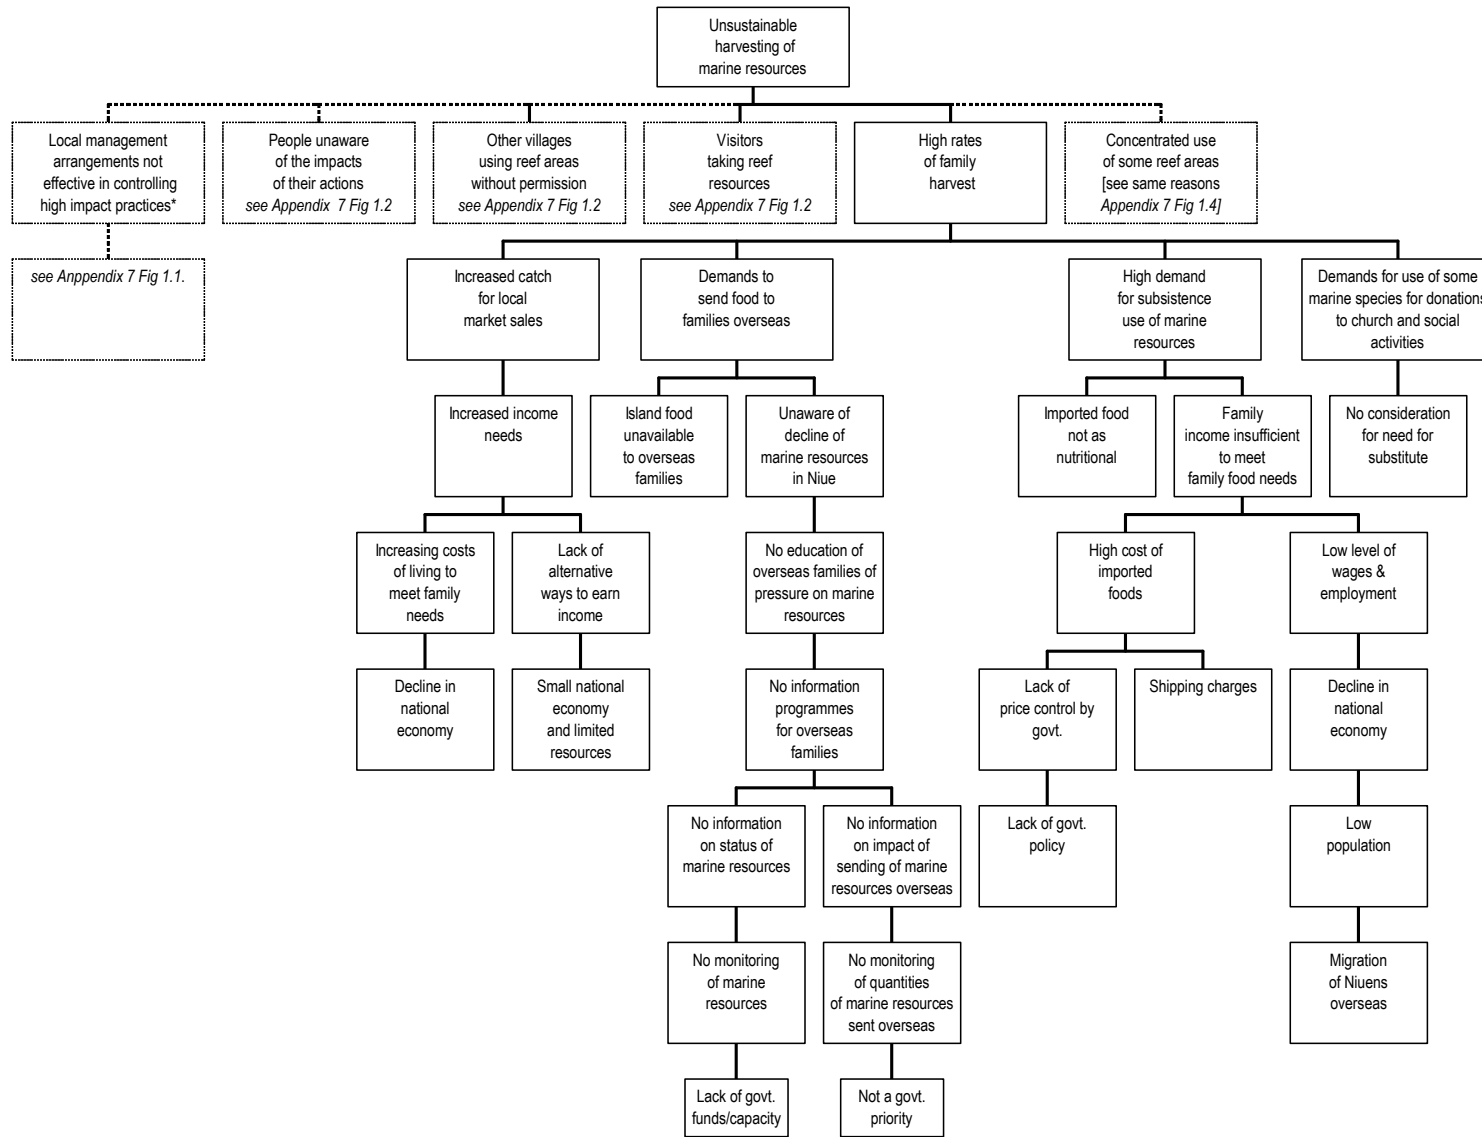 Unsustainable
harvesting of
marine resources
Local management
arrangements not
effective in controlling
high impact practices*
People unaware
of the impacts
of their actions
see Appendix 7 Fig 1.2
Other villages
using reef areas
without permission
see Appendix 7 Fig 1.2
Visitors
taking reef
resources
see Appendix 7 Fig 1.2
High rates
of family
harvest
Concentrated use
of some reef areas
[see same reasons
Appendix 7 Fig 1.4]
see Anppendix 7 Fig 1.1.
Increased catch
for local
market sales
Demands to
send food to
families overseas
High demand
for subsistence
use of marine
resources
Demands for use of some
marine species for donations
to church and social
activities
Increased income
needs
Island food
unavailable
to overseas
families
Unaware of
decline of
marine resources
in Niue
Imported food
not as
nutritional
Family
income insufficient
to meet
family food needs
No consideration
for need for
substitute
Increasing costs
of living to
meet family
needs
Lack of
alternative
ways to earn
income
No education of
overseas families of
pressure on marine
resources
High cost of
imported
foods
Low level of
wages &
employment
Decline in
national
economy
Small national
economy
and limited
resources
No information
programmes
for overseas
families
Lack of
price control by
govt.
Shipping charges
Decline in
national
economy
No information
on status of
marine resources
No information
on impact of
sending of marine
resources overseas
Lack of govt.
policy
Low
population
No monitoring
of marine
resources
No monitoring
of quantities
of marine resources
sent overseas
Migration
of Niuens
overseas
Lack of govt.
funds/capacity
Not a govt.
priority